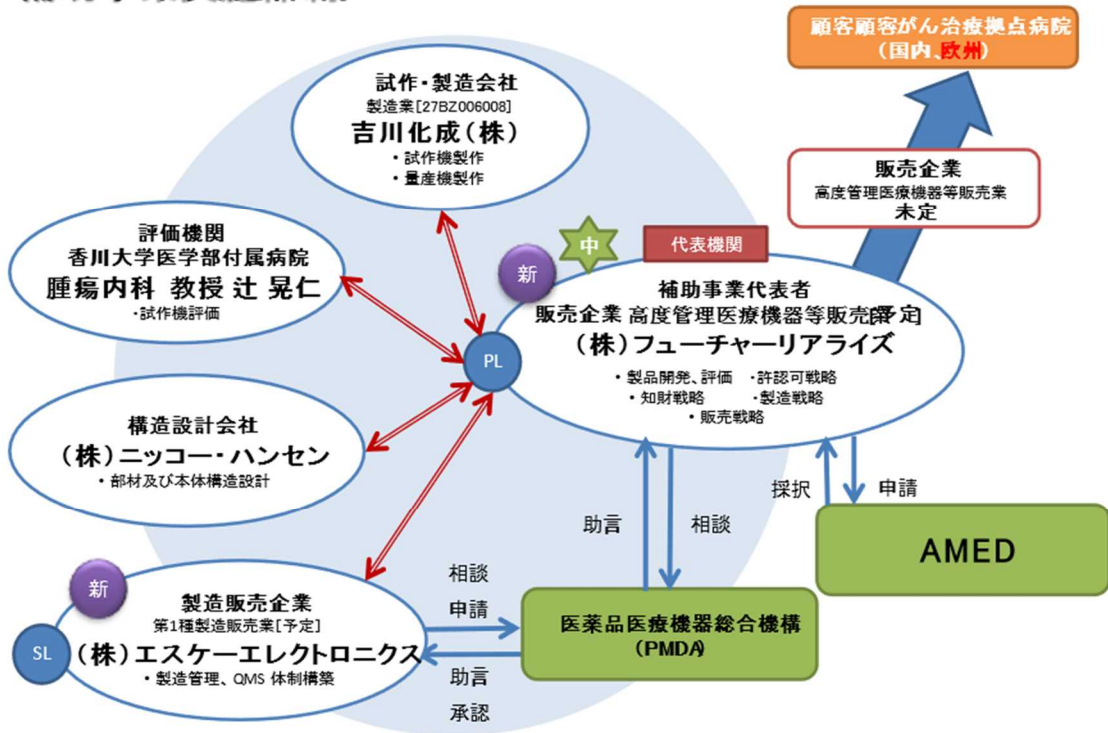 顧客顧客がん治療拠点病院
(国内、欧州)
試作・製造会社
製造業[27BZ006008]
吉川化成(株)
・試作機製作
・量産機製作
販売企業
高度管理医療機器等販売業
未定
評価機関
香川大学医学部付属病院
腫瘍内科 教授 辻 晃仁
・試作機評価
中
代表機関
新
補助事業代表者
販売企業 高度管理医療機器等販売
(株)フューチャーリアライズ
・製品開発、評価 ・許認可戦略
・知財戦略 ・製造戦略
・販売戦略
PL
構造設計会社
(株)ニッコー・ハンセン
・部材及び本体構造設計
助言
相談
採択
申請
AMED
新
製造販売企業
第1種製造販売業[予定]
(株)エスケーエレクトロニクス
・製造管理、QMS 体制構築
SL
相談
申請
助言
承認
医薬品医療機器総合機構
(PMDA)